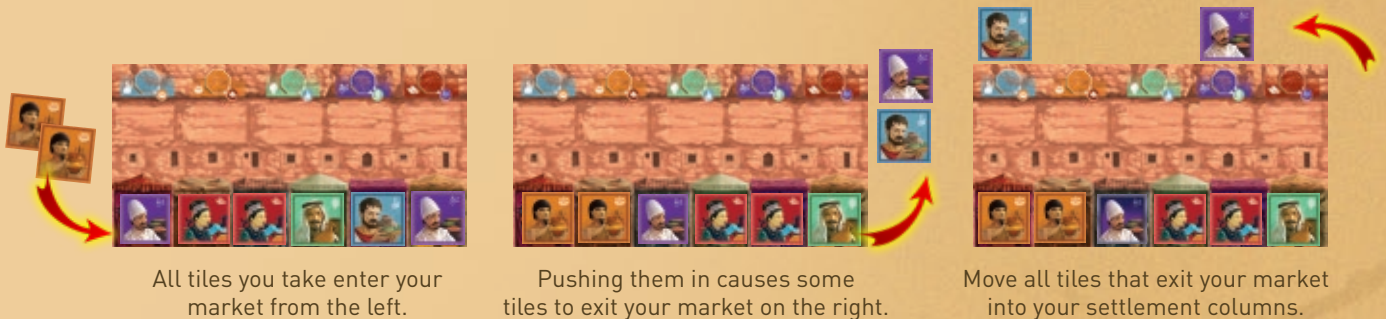 All tiles you take enter your
market from the left.
Pushing them in causes some
tiles to exit your market on the right.
Move all tiles that exit your market
into your settlement columns.